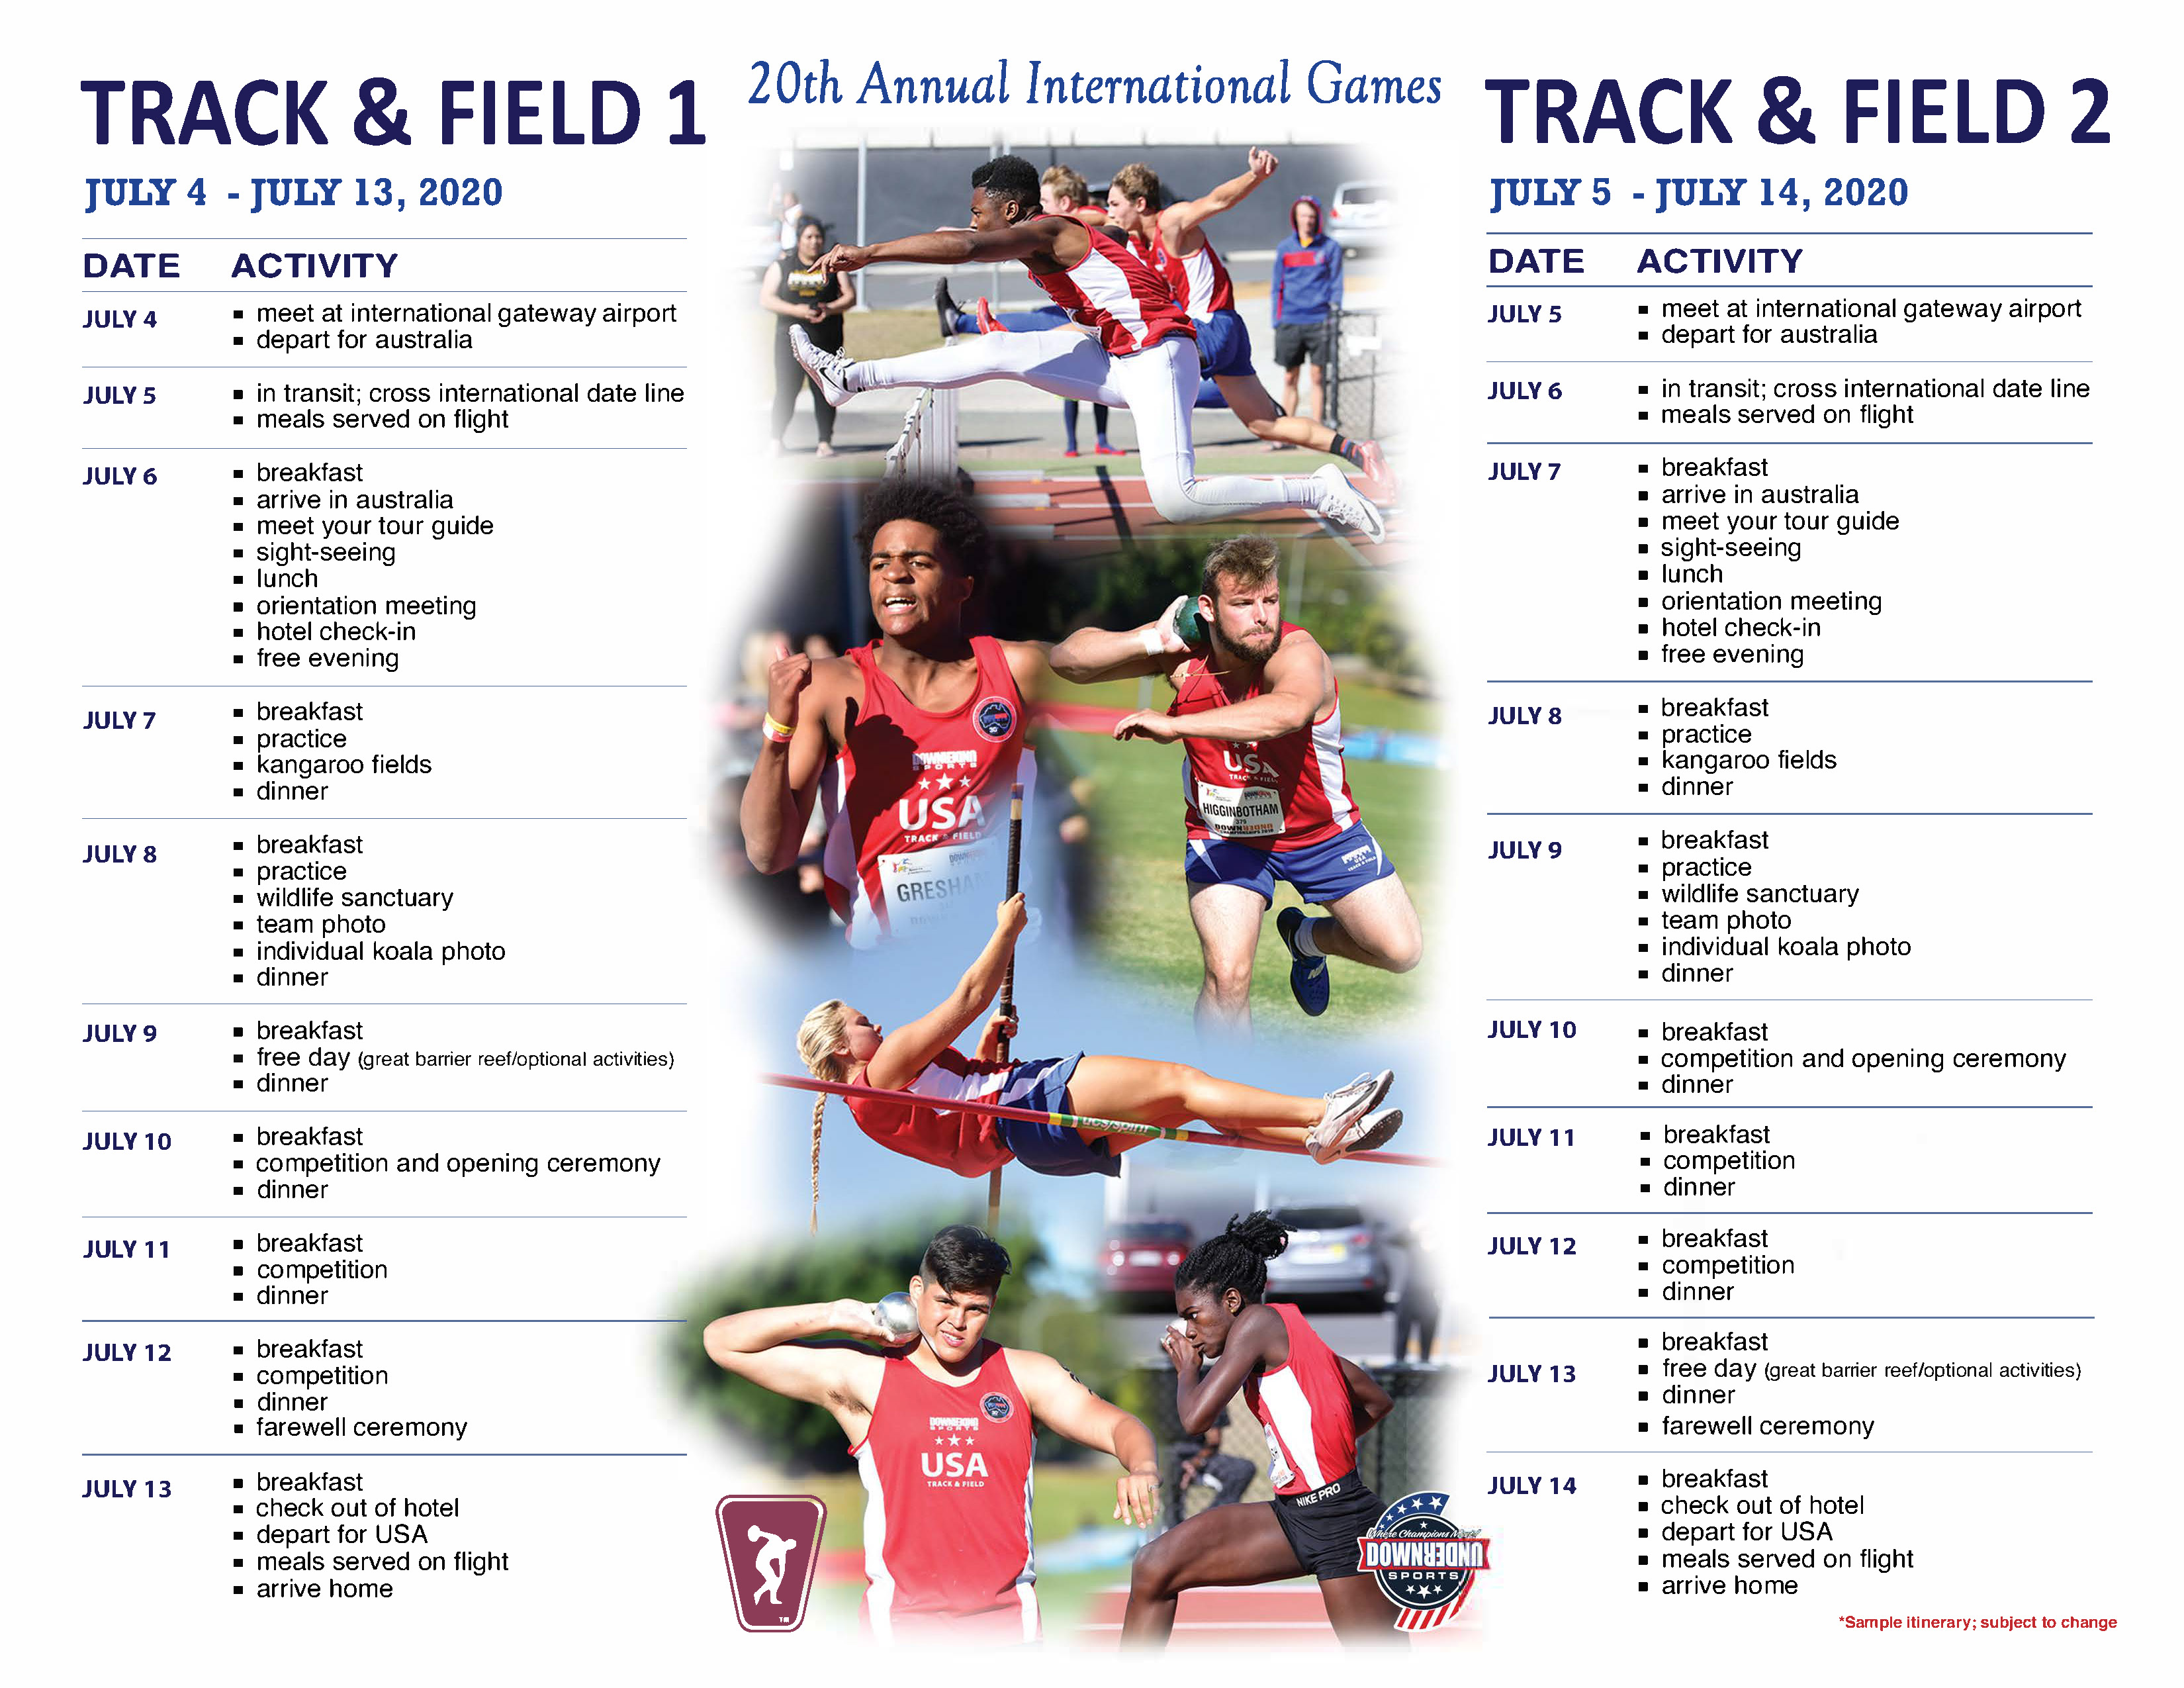 TRACK & FIELD 1
JULY 4 - JULY 13, 2020
DATE ACTIVITY
JULY 4
▪ meet at international gateway airport
▪ depart for australia
JULY 5
▪ in transit; cross international date line
▪ meals served on flight
JULY 6
▪ breakfast
▪ arrive in australia
▪ meet your tour guide
▪ sight-seeing
▪ lunch
▪ orientation meeting
▪ hotel check-in
▪ free evening
JULY 7
▪ breakfast
▪ practice
▪ kangaroo fields
▪ dinner
JULY 8
▪ breakfast
▪ practice
▪ wildlife sanctuary
▪ team photo
▪ individual koala photo
▪ dinner
JULY 9
▪ breakfast
▪ free day (great barrier reef/optional activities)
▪ dinner
JULY 10
▪ breakfast
▪ competition and opening ceremony
▪ dinner
JULY 11
▪ breakfast
▪ competition
▪ dinner
JULY 12
▪ breakfast
▪ competition
▪ dinner
▪ farewell ceremony
JULY 13
▪ breakfast
▪ check out of hotel
▪ depart for USA
▪ meals served on flight
▪ arrive home
20th Annual International Games
USA
TRACK & FIELD
GRESHA
USA
TRACK & FIELD
HIGGINBOTHAM
379
DOWNUNDER
USA
TRACK & FIELD
NIKE PRO
TM
Where Champions Meet!
DOWNUNDER
SPORTS
TRACK & FIELD 2
JULY 5 - JULY 14, 2020
DATE ACTIVITY
JULY 5
▪ meet at international gateway airport
▪ depart for australia
JULY 6
▪ in transit; cross international date line
▪ meals served on flight
JULY 7
▪ breakfast
▪ arrive in australia
▪ meet your tour guide
▪ sight-seeing
▪ lunch
▪ orientation meeting
▪ hotel check-in
▪ free evening
JULY 8
▪ breakfast
▪ practice
▪ kangaroo fields
▪ dinner
JULY 9
▪ breakfast
▪ practice
▪ wildlife sanctuary
▪ team photo
▪ individual koala photo
▪ dinner
JULY 10
▪ breakfast
▪ competition and opening ceremony
▪ dinner
JULY 11
▪ breakfast
▪ competition
▪ dinner
JULY 12
▪ breakfast
▪ competition
▪ dinner
JULY 13
▪ breakfast
▪ free day (great barrier reef/optional activities)
▪ dinner
▪ farewell ceremony
JULY 14
▪ breakfast
▪ check out of hotel
▪ depart for USA
▪ meals served on flight
▪ arrive home
*Sample itinerary; subject to change